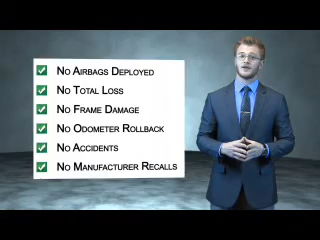 No Airbags Deployed
No Total Loss
No Frame Damage
No Odometer Rollback
No Accidents
No Manufacturer Recalls